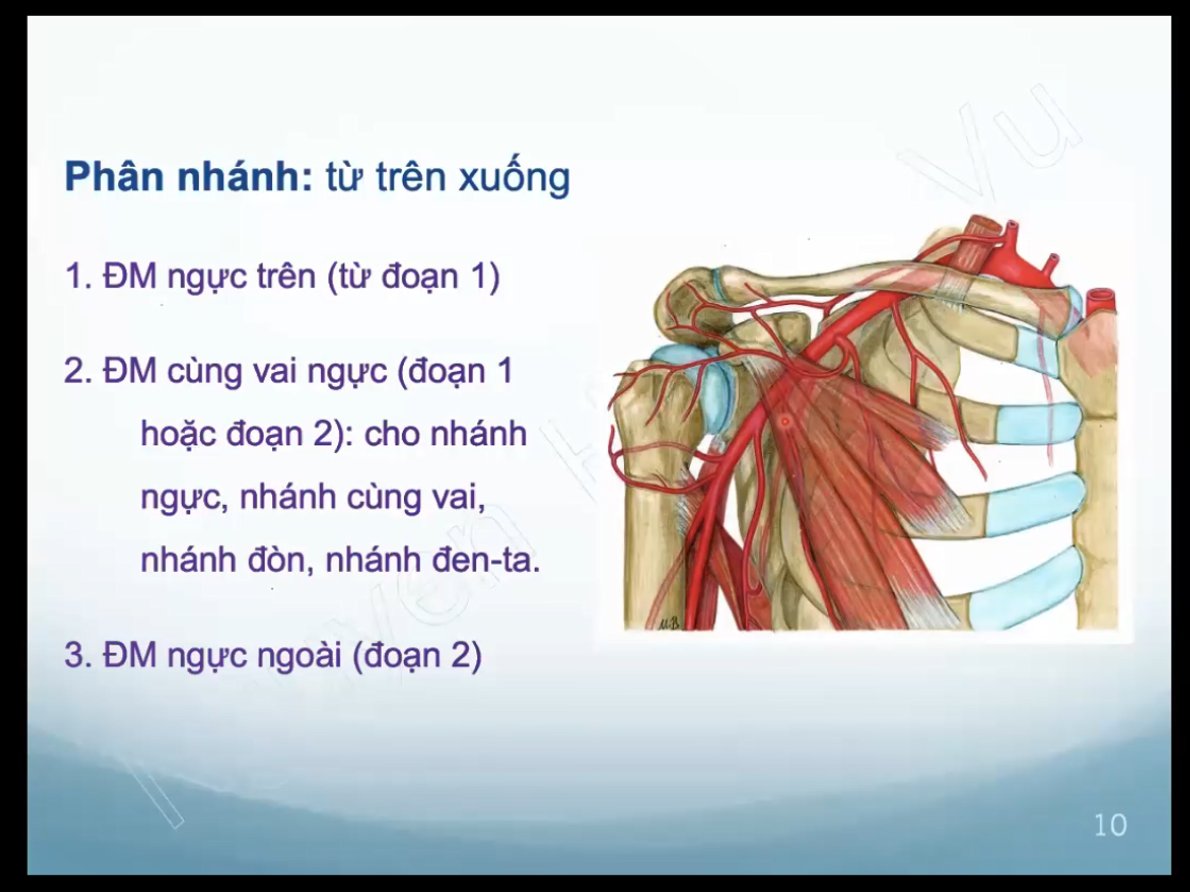 Phân nhánh: từ trên xuống
1. ĐM ngực trên (từ đoạn 1)
2. ĐM cùng vai ngực (đoạn 1
hoặc đoạn 2): cho nhánh
ngực, nhánh cùng vai,
nhánh đòn, nhánh đen-ta.
3. ĐM ngực ngoài (đoạn 2)
Vu
M.B.
10